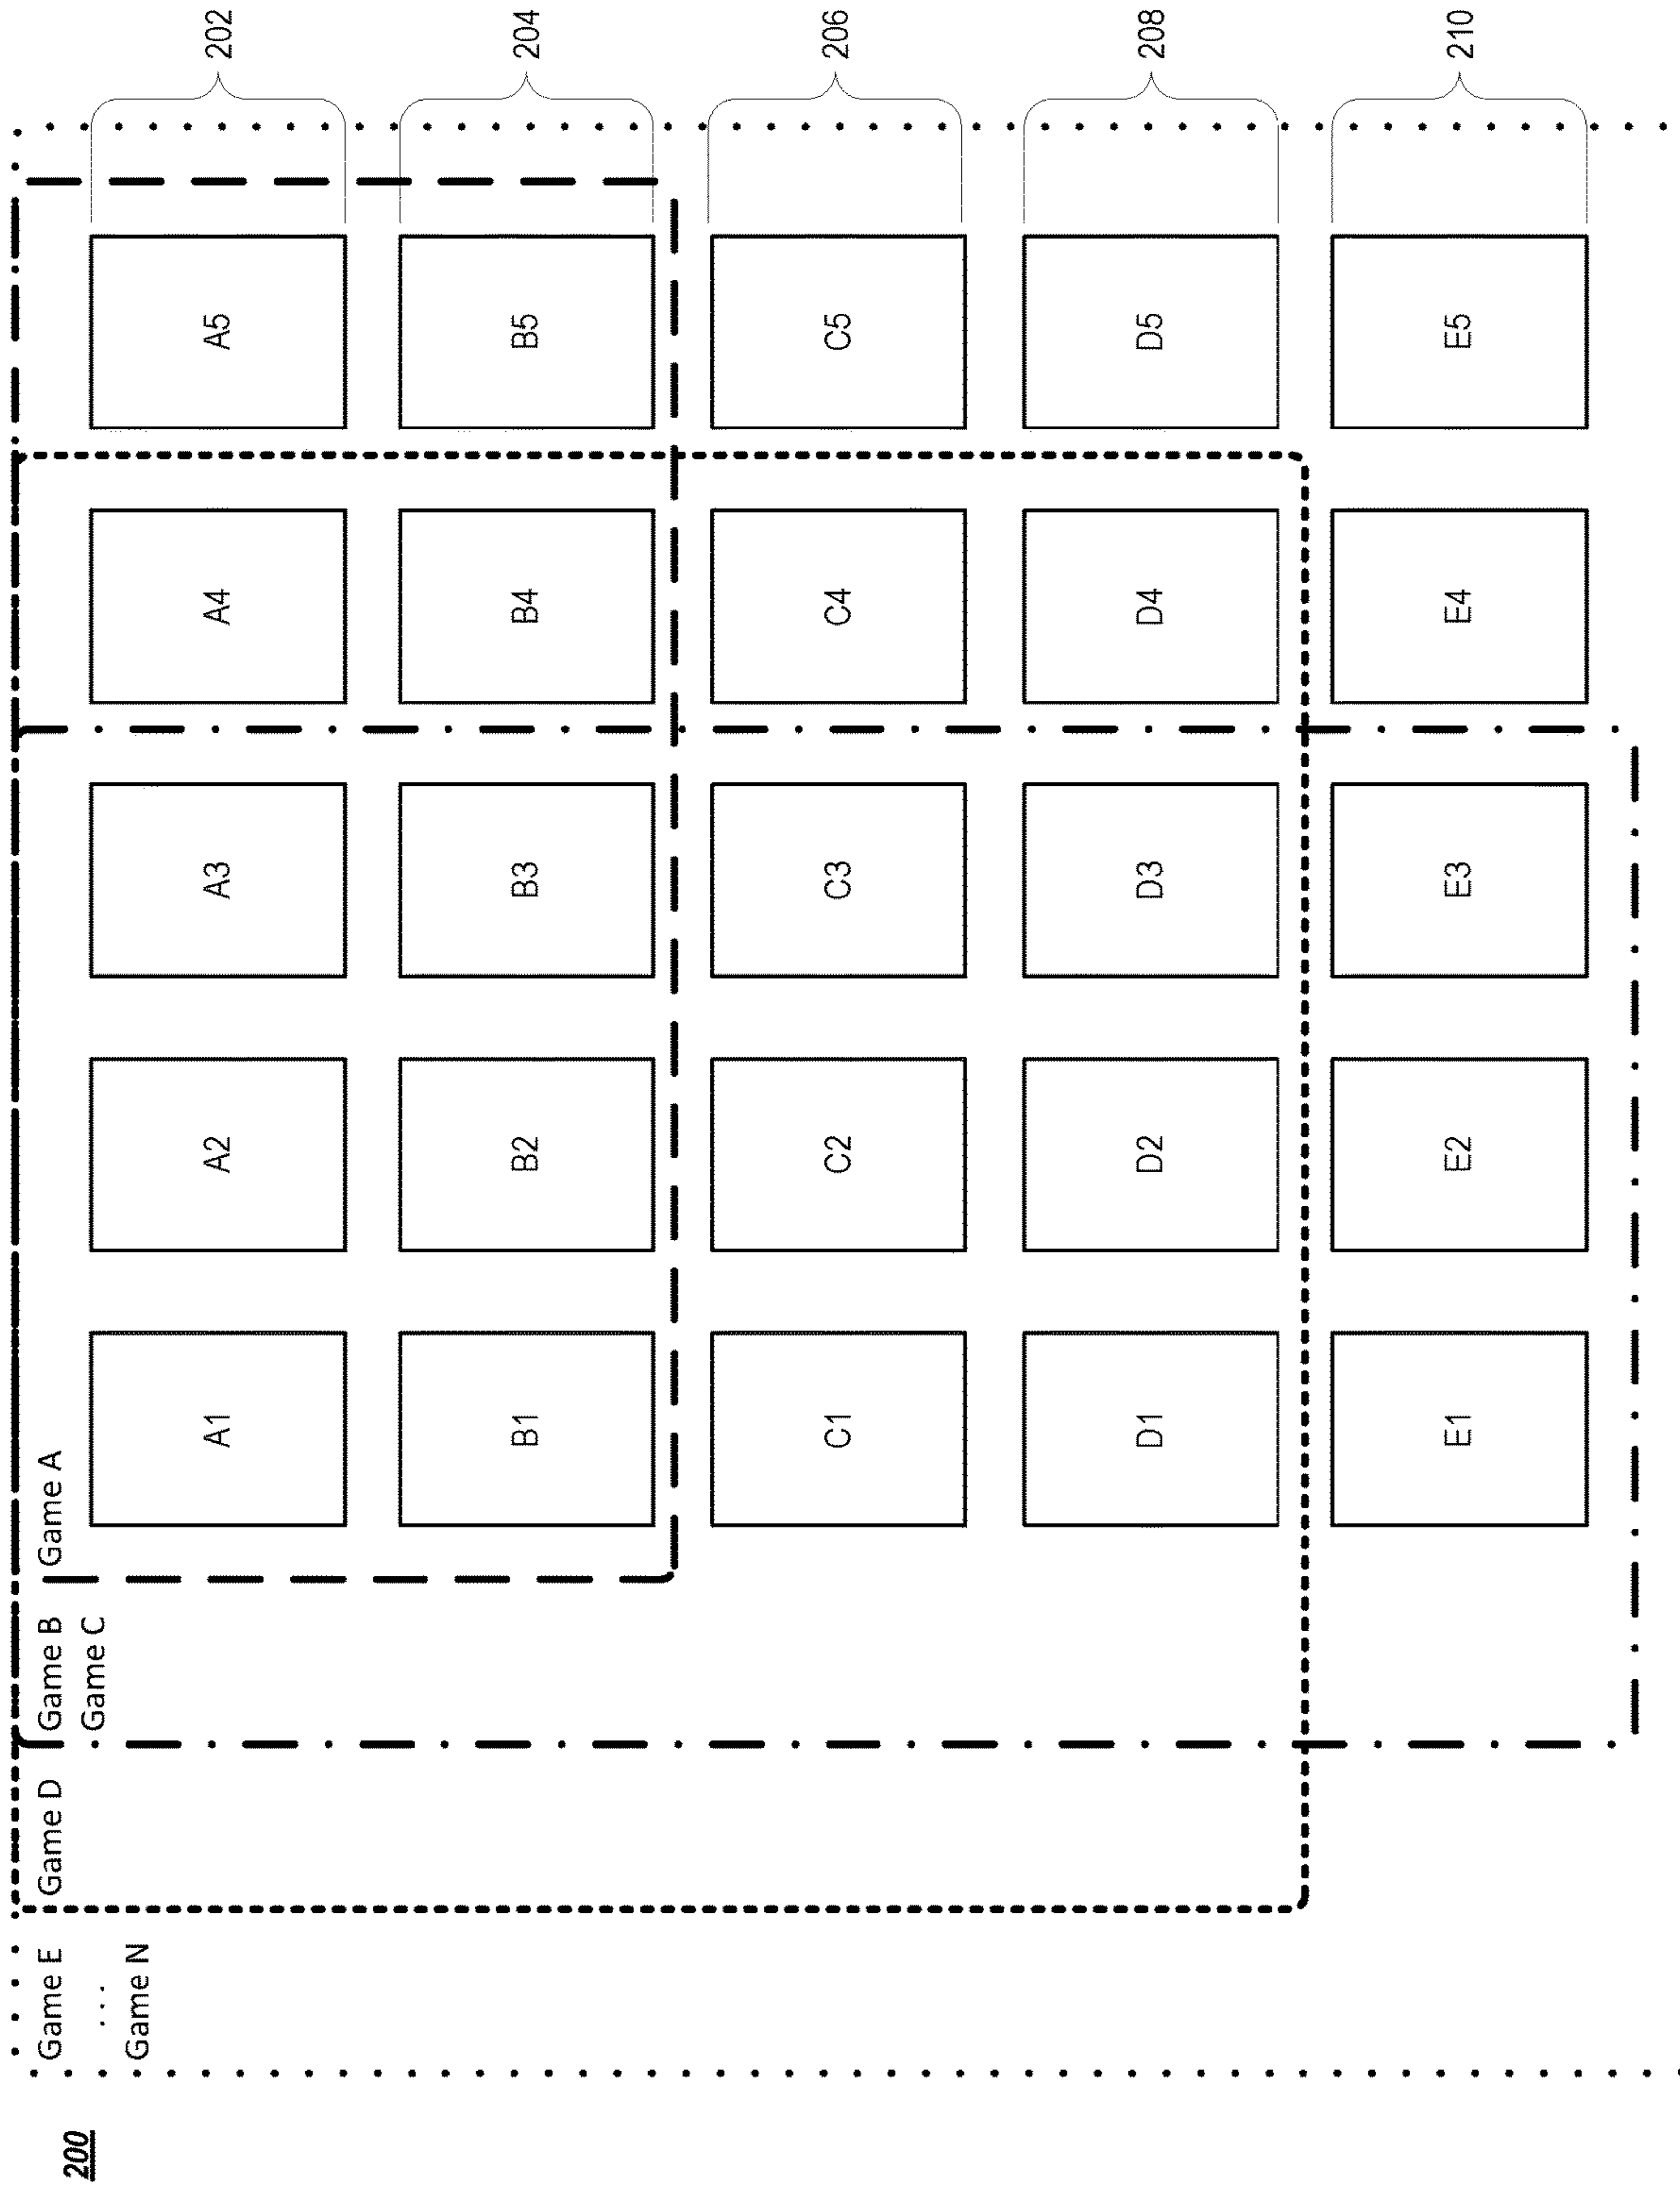 200
Game E
...
Game N
Game D
Game B
Game C
Game A
A1
A2
A3
A4
A5
202
B1
B2
B3
B4
B5
204
C1
C2
C3
C4
C5
206
D1
D2
D3
D4
D5
208
E1
E2
E3
E4
E5
210